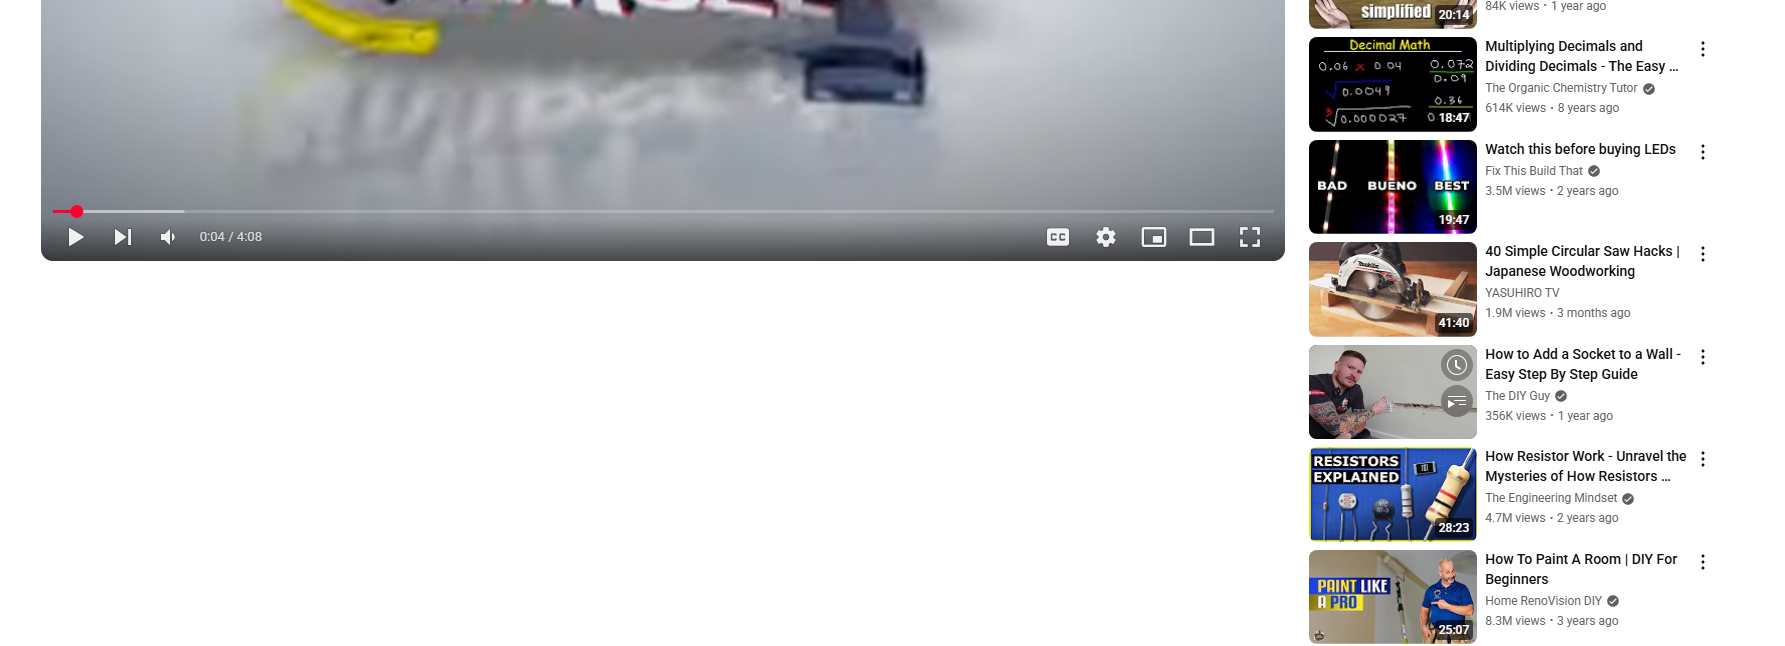 simplified
20:14
84K views • 1 year ago
Decimal Math
0.06 × 0.04
0.072
0.09
0.0049
0.36
3
0.000027
0
18:47
Multiplying Decimals and
Dividing Decimals - The Easy ...
The Organic Chemistry Tutor
614K views • 8 years ago
BAD BUENO BEST
19:47
Watch this before buying LEDs
Fix This Build That
3.5M views • 2 years ago
41:40
40 Simple Circular Saw Hacks |
Japanese Woodworking
YASUHIRO TV
1.9M views • 3 months ago
How to Add a Socket to a Wall -
Easy Step By Step Guide
The DIY Guy
356K views • 1 year ago
RESISTORS
EXPLAINED
28:23
How Resistor Work - Unravel the
Mysteries of How Resistors ...
The Engineering Mindset
4.7M views • 2 years ago
PAINT LIKE
A PRO
25:07
How To Paint A Room | DIY For
Beginners
Home RenoVision DIY
8.3M views • 3 years ago
0:04 / 4:08
CC